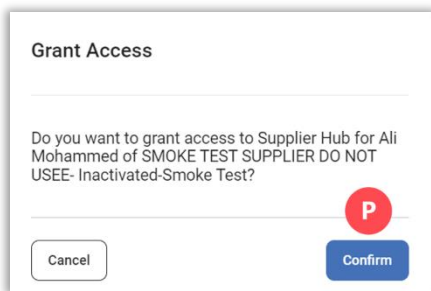 Grant Access
Do you want to grant access to Supplier Hub for Ali
Mohammed of SMOKE TEST SUPPLIER DO NOT
USEE- Inactivated-Smoke Test?
P
Cancel
Confirm